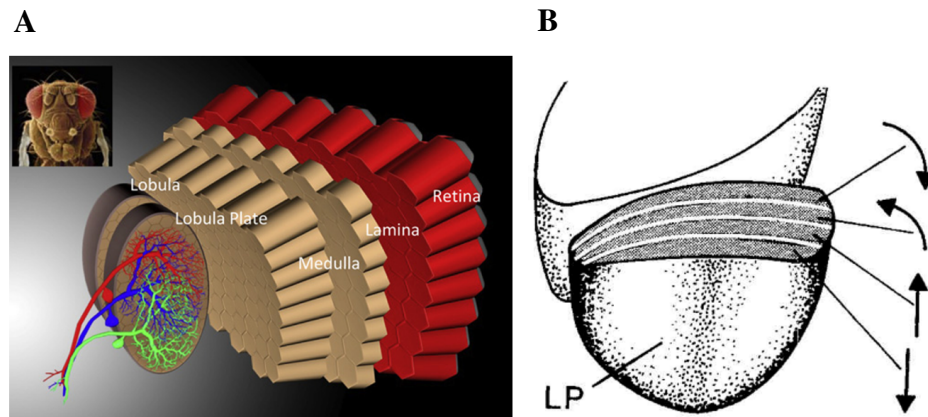 A
B
Lobula
Lobula Plate
Medulla
Lamina
Retina
LP